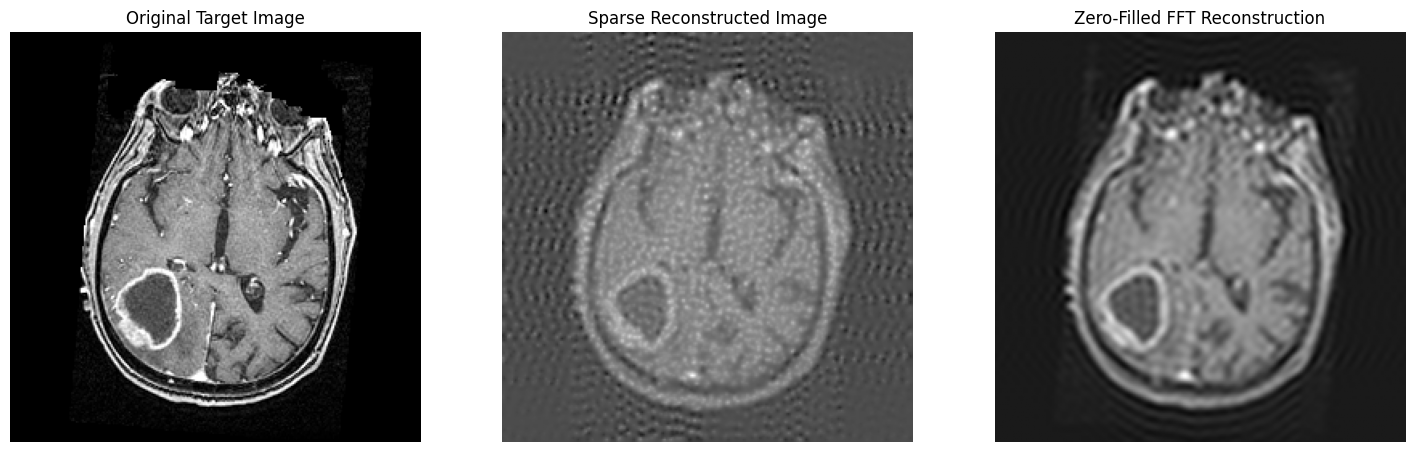 Original Target Image
Sparse Reconstructed Image
Zero-Filled FFT Reconstruction